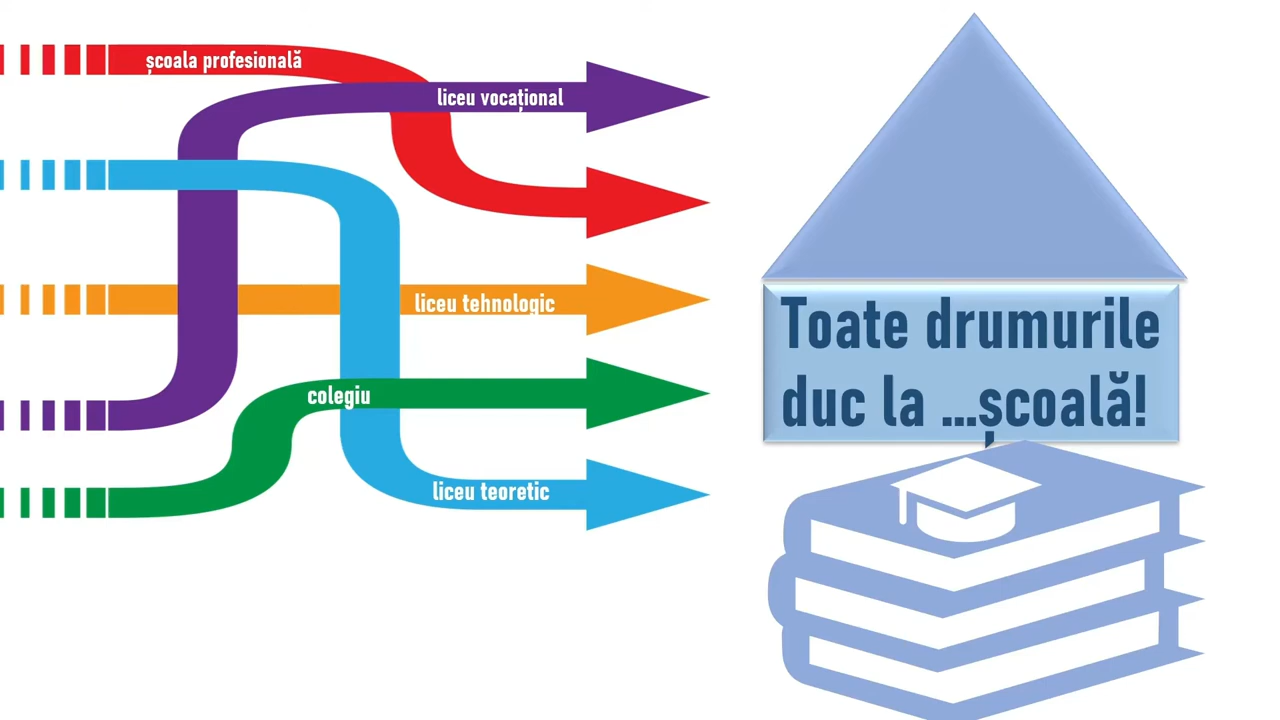 școala profesională
liceu vocațional
liceu tehnologic
colegiu
liceu teoretic
Toate drumurile
duc la ...școală!